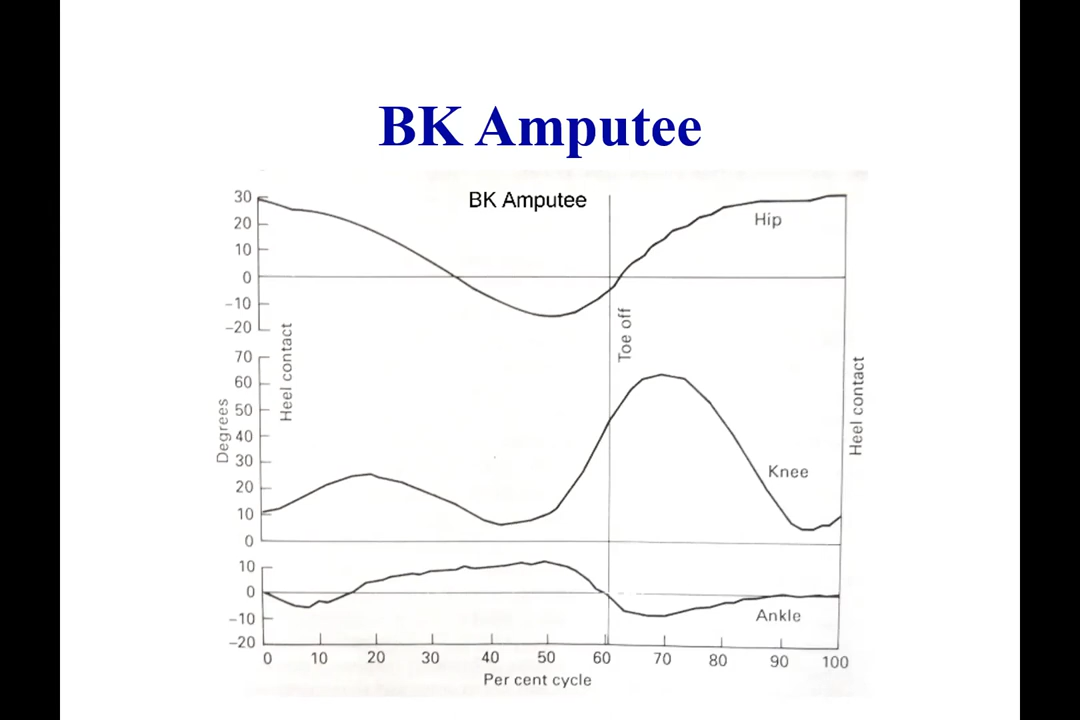 BK Amputee
BK Amputee
30
20
10
0
−10
−20
Hip
Heel contact
Toe off
Heel contact
Degrees
70
60
50
40
30
20
10
0
Knee
10
0
−10
−20
Ankle
0 10 20 30 40 50 60 70 80 90 100
Per cent cycle